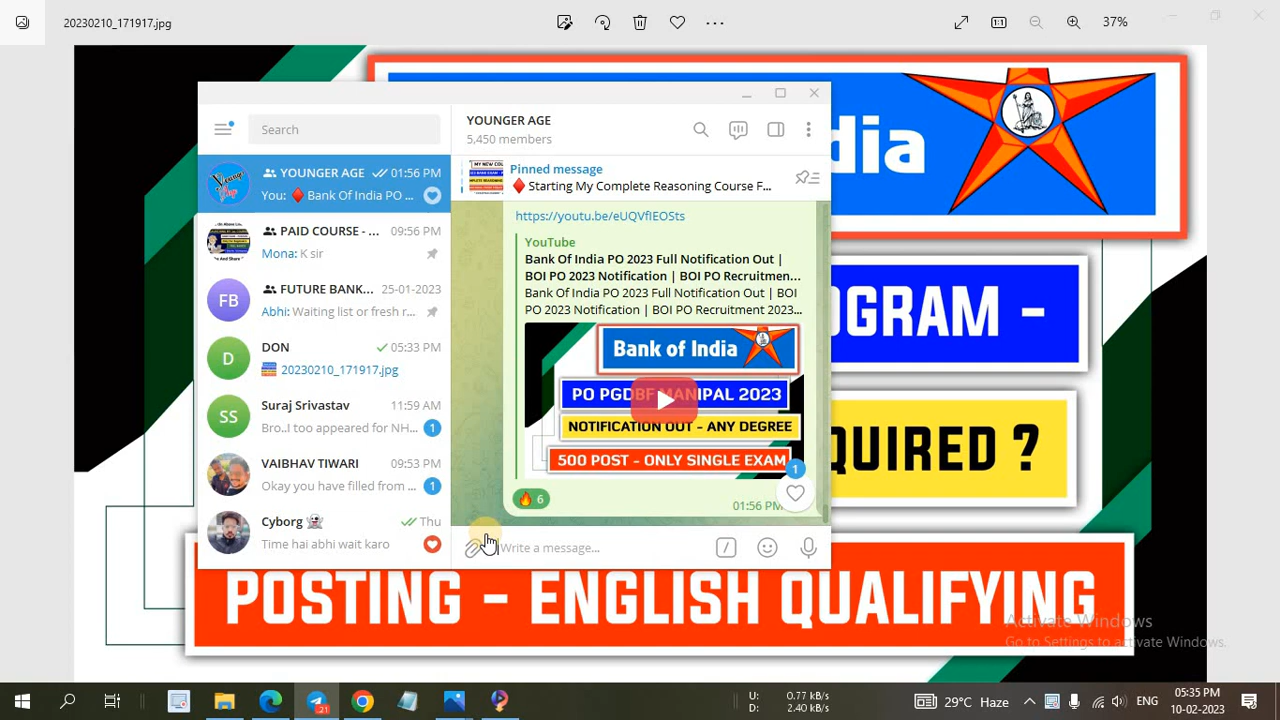 20230210_171917.jpg
37%
dia
OGRAM -
QUIRED ?
POSTING - ENGLISH QUALIFYING
Search
YOUNGER AGE 01:56 PM
You: Bank Of India PO ...
PAID COURSE - ... 09:56 PM
Mona: K sir
FB
FUTURE BANK... 25-01-2023
Abhi: Waiting list or fresh r...
D
DON 05:33 PM
20230210_171917.jpg
SS
Suraj Srivastav 11:59 AM
Bro..I too appeared for NH... 1
VAIBHAV TIWARI 09:53 PM
Okay you have filled from ... 1
Cyborg Thu
Time hai abhi wait karo
YOUNGER AGE
5,450 members
Pinned message
Starting My Complete Reasoning Course F...
https://youtu.be/eUQVflEOSts
YouTube
Bank Of India PO 2023 Full Notification Out |
BOI PO 2023 Notification | BOI PO Recruitmen...
Bank Of India PO 2023 Full Notification Out | BOI
PO 2023 Notification | BOI PO Recruitment 2023...
Bank of India
PO PGDBF MANIPAL 2023
NOTIFICATION OUT - ANY DEGREE
500 POST - ONLY SINGLE EXAM
1
6
01:56 PM
Write a message...
Activate Windows
Go to Settings to activate Windows.
21
U: 0.77 kB/s
D: 2.40 kB/s
29°C Haze
ENG
05:35 PM
10-02-2023